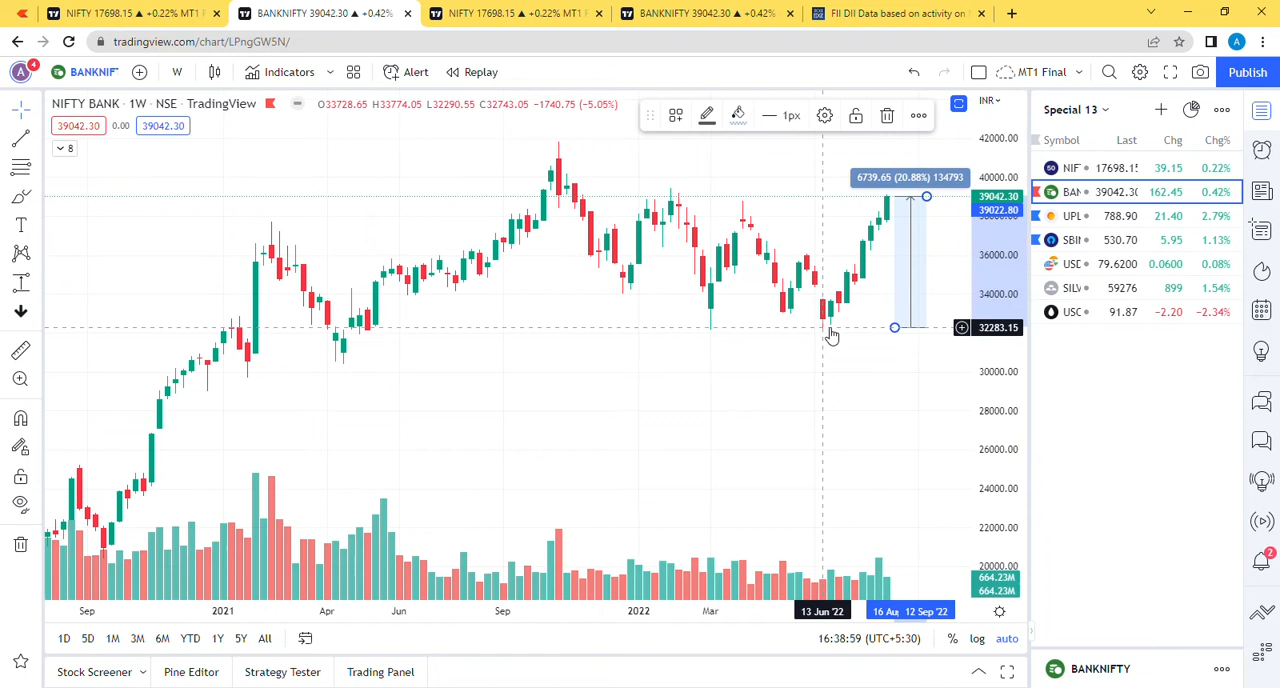 NIFTY 17698.15 ▲ +0.22% MT1 F
BANKNIFTY 39042.30 ▲ +0.42%
NIFTY 17698.15 ▲ +0.22% MT1 F
BANKNIFTY 39042.30 ▲ +0.42%
FII DII Data based on activity on
tradingview.com/chart/LPngGW5N/
A
A 4
BANKNIF
W
Indicators
Alert
Replay
MT1 Final
Publish
NIFTY BANK · 1W · NSE · TradingView
O33728.65 H33774.05 L32290.55 C32743.05 −1740.75 (−5.05%)
39042.30 0.00 39042.30
8
1px
INR
42000.00
40000.00
39042.30
39022.80
38000.00
36000.00
34000.00
32283.15
30000.00
28000.00
26000.00
24000.00
22000.00
20000.00
664.23M
664.23M
6739.65 (20.88%) 134793
Sep 2021 Apr Jun Sep 2022 Mar 13 Jun '22 16 Au 12 Sep '22
1D 5D 1M 3M 6M YTD 1Y 5Y All
16:38:59 (UTC+5:30) % log auto
Stock Screener Pine Editor Strategy Tester Trading Panel
Special 13
Symbol Last Chg Chg%
50 NIF 17698.15 39.15 0.22%
BAN 39042.30 162.45 0.42%
UPL 788.90 21.40 2.79%
SBIN 530.70 5.95 1.13%
USD 79.6200 0.0600 0.08%
SILV 59276 899 1.54%
USO 91.87 −2.20 −2.34%
2
BANKNIFTY